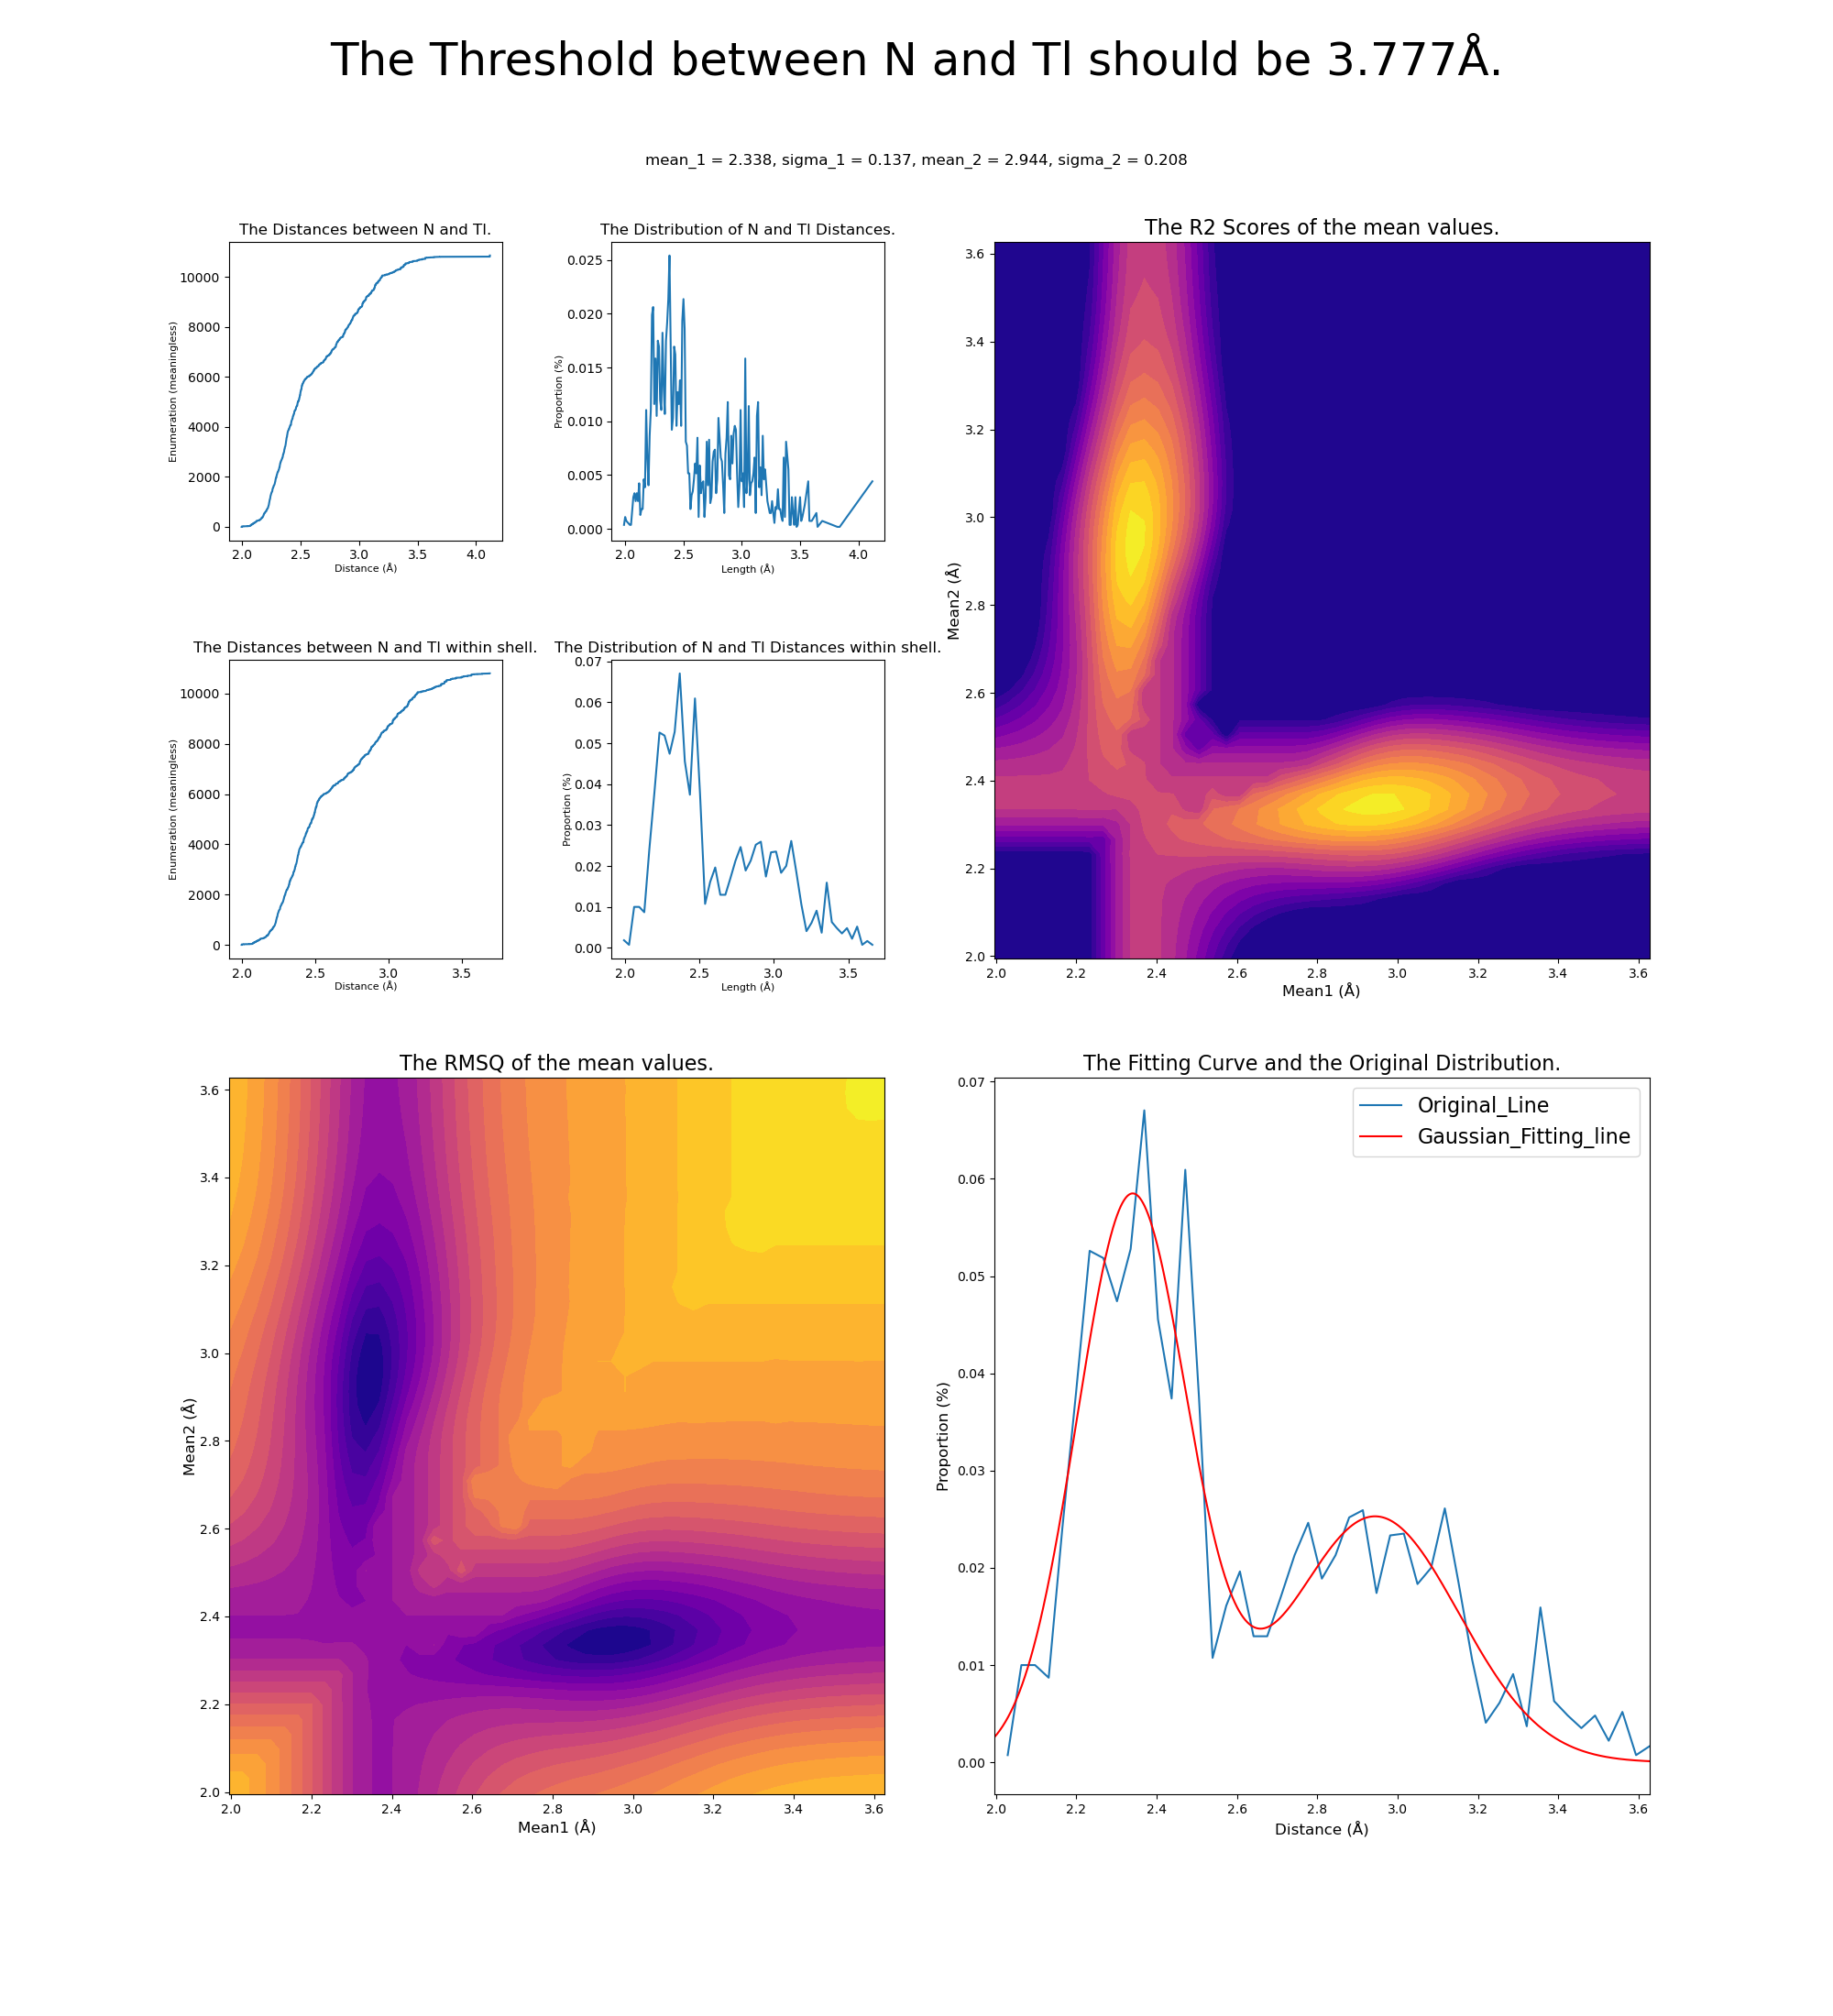 The Threshold between N and Tl should be 3.777Å.
mean_1 = 2.338, sigma_1 = 0.137, mean_2 = 2.944, sigma_2 = 0.208
The Distances between N and Tl.
Enumeration (meaningless)
10000
8000
6000
4000
2000
0
2.0 2.5 3.0 3.5 4.0
Distance (Å)
The Distribution of N and Tl Distances.
Proportion (%)
0.025
0.020
0.015
0.010
0.005
0.000
2.0 2.5 3.0 3.5 4.0
Length (Å)
The R2 Scores of the mean values.
Mean2 (Å)
3.6
3.4
3.2
3.0
2.8
2.6
2.4
2.2
2.0
2.0 2.2 2.4 2.6 2.8 3.0 3.2 3.4 3.6
Mean1 (Å)
The Distances between N and Tl within shell.
Enumeration (meaningless)
10000
8000
6000
4000
2000
0
2.0 2.5 3.0 3.5
Distance (Å)
The Distribution of N and Tl Distances within shell.
Proportion (%)
0.07
0.06
0.05
0.04
0.03
0.02
0.01
0.00
2.0 2.5 3.0 3.5
Length (Å)
The RMSQ of the mean values.
Mean2 (Å)
3.6
3.4
3.2
3.0
2.8
2.6
2.4
2.2
2.0
2.0 2.2 2.4 2.6 2.8 3.0 3.2 3.4 3.6
Mean1 (Å)
The Fitting Curve and the Original Distribution.
Original_Line
Gaussian_Fitting_line
Proportion (%)
0.07
0.06
0.05
0.04
0.03
0.02
0.01
0.00
2.0 2.2 2.4 2.6 2.8 3.0 3.2 3.4 3.6
Distance (Å)